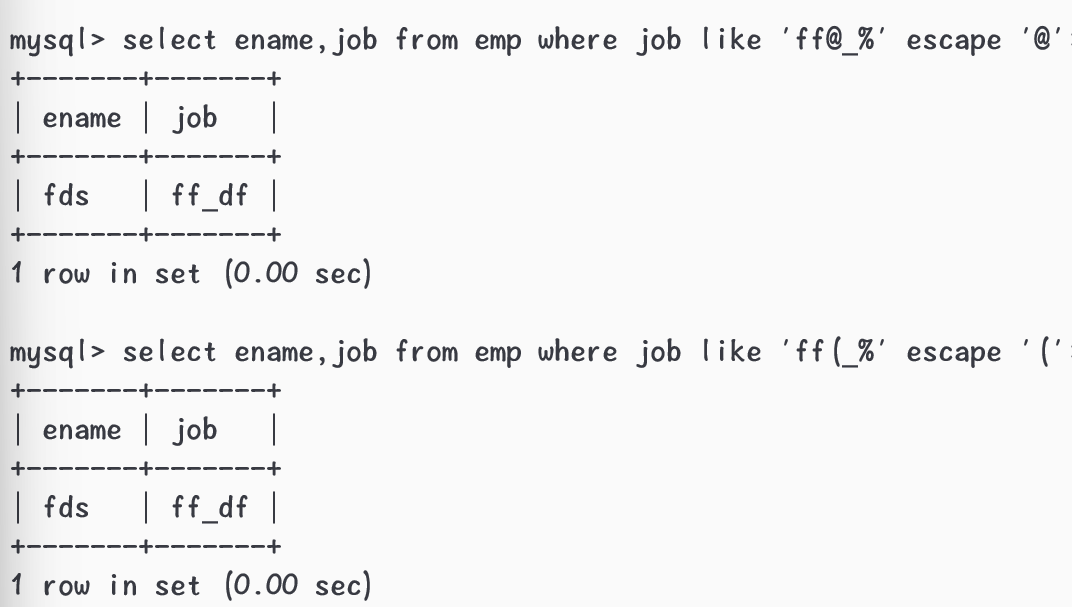 mysql> select ename,job from emp where job like 'ff@_%' escape '@'
+-------+-------+
| ename | job   |
+-------+-------+
| fds   | ff_df |
+-------+-------+
1 row in set (0.00 sec)
mysql> select ename,job from emp where job like 'ff(_%' escape '('
+-------+-------+
| ename | job   |
+-------+-------+
| fds   | ff_df |
+-------+-------+
1 row in set (0.00 sec)